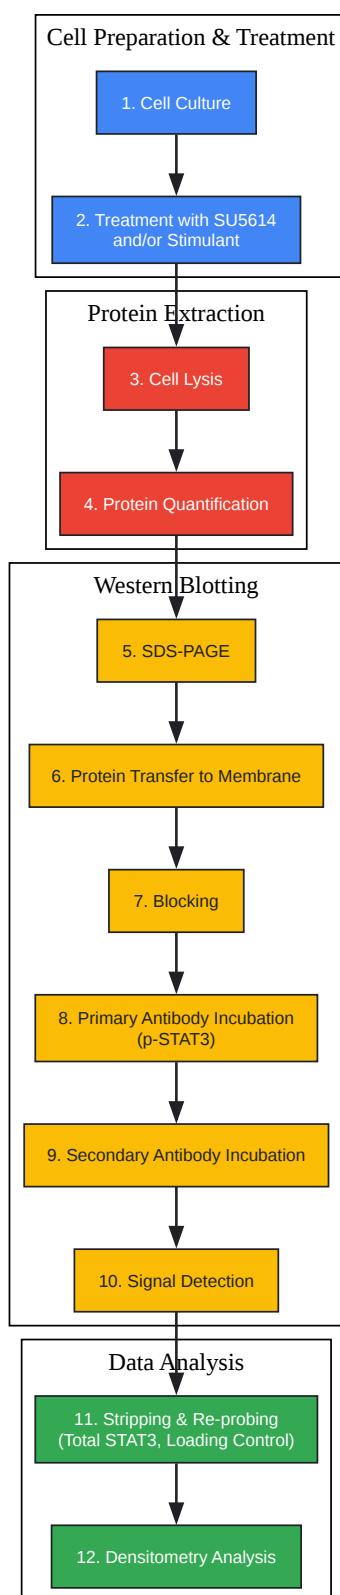 Cell Preparation & Treatment
1. Cell Culture
2. Treatment with SU5614
and/or Stimulant
Protein Extraction
3. Cell Lysis
4. Protein Quantification
Western Blotting
5. SDS-PAGE
6. Protein Transfer to Membrane
7. Blocking
8. Primary Antibody Incubation
(p-STAT3)
9. Secondary Antibody Incubation
10. Signal Detection
Data Analysis
11. Stripping & Re-probing
(Total STAT3, Loading Control)
12. Densitometry Analysis